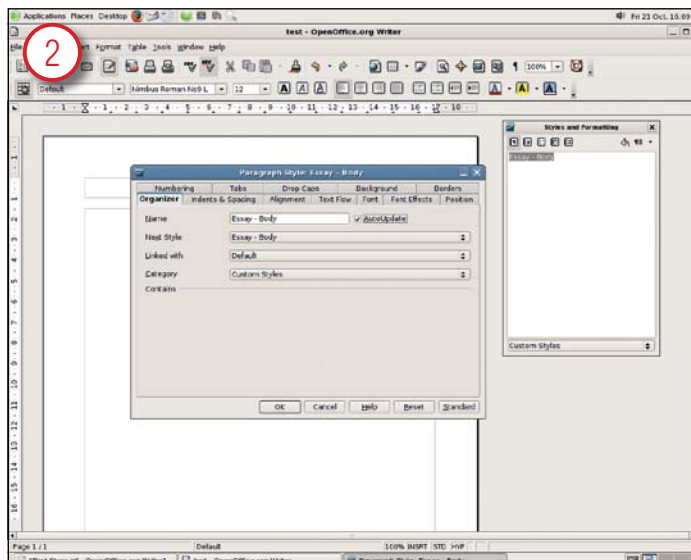 Applications Places Desktop
Fri 21 Oct, 15:09
test - OpenOffice.org Writer
2
Format Table Tools Window Help
Default Nimbus Roman No9 L 12 100%
Styles and Formatting
Essay - Body
Custom Styles
Paragraph Style: Essay - Body
Numbering Tabs Drop Caps Background Borders
Organizer Indents & Spacing Alignment Text Flow Font Font Effects Position
Name Essay - Body AutoUpdate
Next Style Essay - Body
Linked with Default
Category Custom Styles
Contains
OK Cancel Help Reset Standard
Page 1 / 1 Default 100% INSRT STD HYP